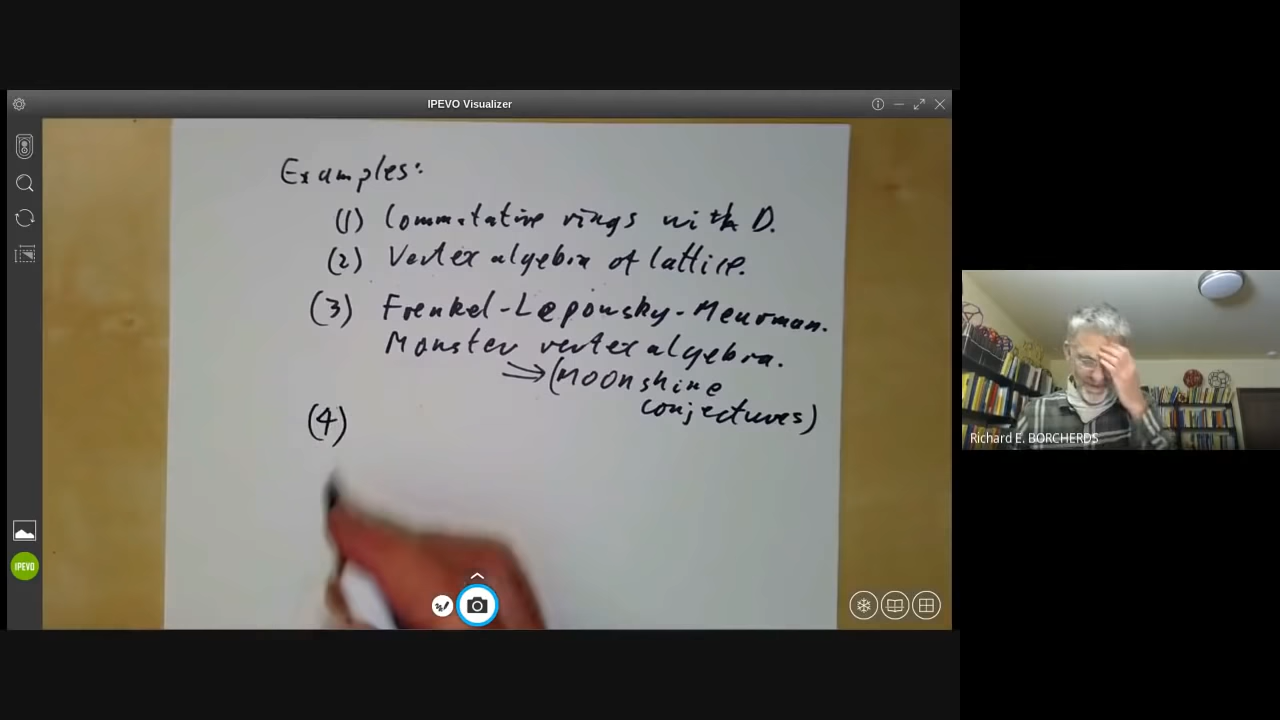 IPEVO Visualizer
Examples:
(1) Commutative rings with D.
(2) Vertex algebra of lattice.
(3) Frenkel-Lepowsky-Meurman.
Monster vertex algebra.
⇒ (Moonshine
conjectures)
(4)
Richard E. BORCHERDS
IPEVO